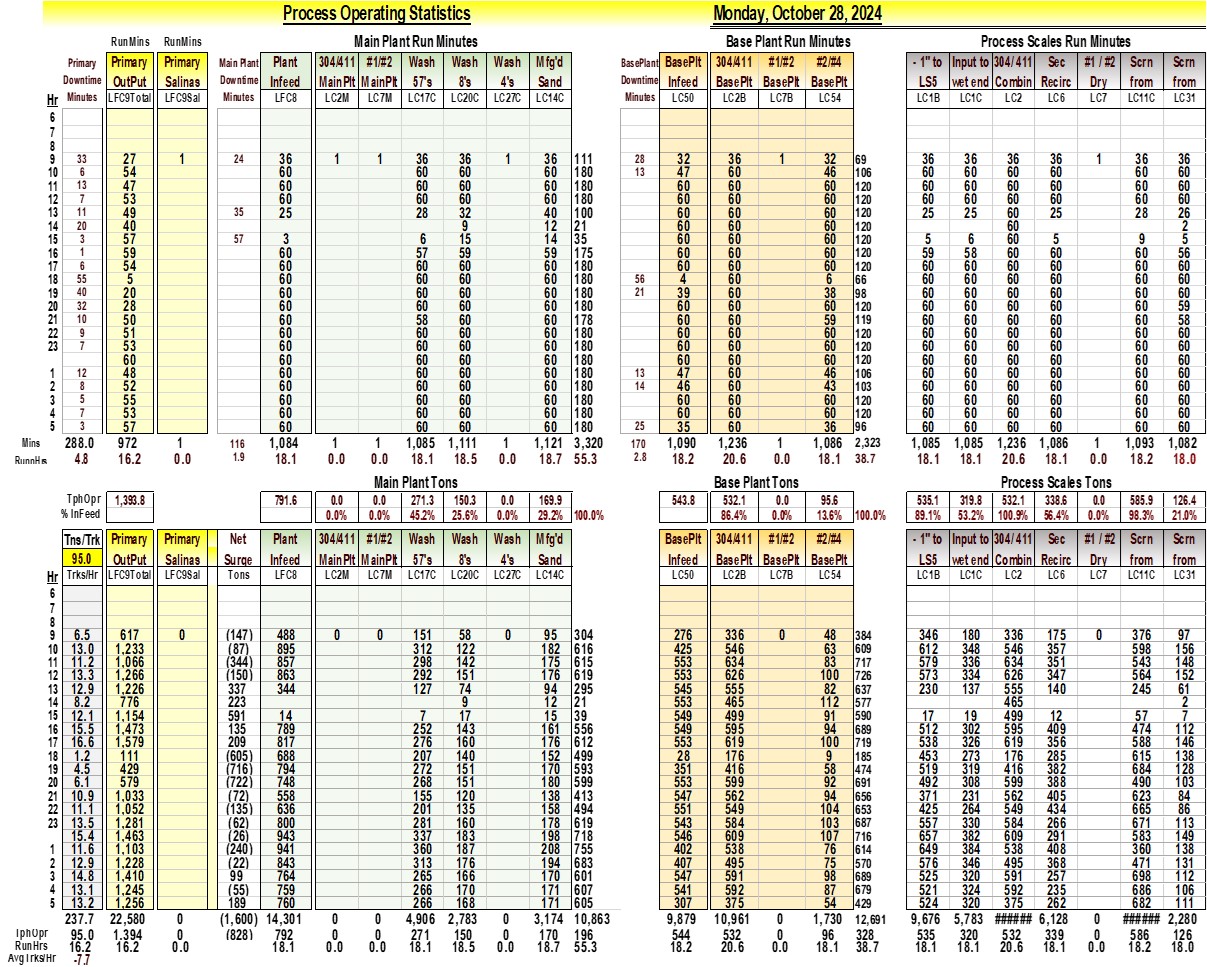 Process Operating Statistics Monday, October 28, 2024
RunMins RunMins Main Plant Run Minutes Base Plant Run Minutes Process Scales Run Minutes
Primary Primary Primary Main Plant Plant 304/411 #1/#2 Wash Wash Wash Mfg'd BasePlant BasePlt 304/411 #1/#2 #2/#4 - 1" to Input to 304/411 Sec #1 / #2 Scrn Scrn
Downtime OutPut Salinas Downtime Infeed MainPlt MainPlt 57's 8's 4's Sand Downtime Infeed BasePlt BasePlt BasePlt LS5 wet end Combin Recirc Dry from from
Hr Minutes LFC9Total LFC9Sal Minutes LFC8 LC2M LC7M LC17C LC20C LC27C LC14C Minutes LC50 LC2B LC7B LC54 LC1B LC1C LC2 LC6 LC7 LC11C LC31
6
7
8
9 33 27 1 24 36 1 1 36 36 1 36 111 28 32 36 1 32 69 36 36 36 36 1 36 36
10 6 54 60 60 60 60 180 13 47 60 46 106 60 60 60 60 60 60
11 13 47 60 60 60 60 180 60 60 60 120 60 60 60 60 60 60
12 7 53 60 60 60 60 180 60 60 60 120 60 60 60 60 60 60
13 11 49 35 25 28 32 40 100 60 60 60 120 25 25 60 25 28 26
14 20 40 9 12 21 60 60 60 120 60 2
15 3 57 57 3 6 15 14 35 60 60 60 120 5 6 60 5 9 5
16 1 59 60 57 59 59 175 60 60 60 120 59 58 60 60 60 56
17 6 54 60 60 60 60 180 60 60 60 120 60 60 60 60 60 60
18 55 5 60 60 60 60 180 56 4 60 6 66 60 60 60 60 60 60
19 40 20 60 60 60 60 180 21 39 60 38 98 60 60 60 60 60 60
20 32 28 60 60 60 60 180 60 60 60 120 60 60 60 60 60 59
21 10 50 60 58 60 60 178 60 60 59 119 60 60 60 60 60 58
22 9 51 60 60 60 60 180 60 60 60 120 60 60 60 60 60 60
23 7 53 60 60 60 60 180 60 60 60 120 60 60 60 60 60 60
60 60 60 60 60 180 60 60 60 120 60 60 60 60 60 60
1 12 48 60 60 60 60 180 13 47 60 46 106 60 60 60 60 60 60
2 8 52 60 60 60 60 180 14 46 60 43 103 60 60 60 60 60 60
3 5 55 60 60 60 60 180 60 60 60 120 60 60 60 60 60 60
4 7 53 60 60 60 60 180 60 60 60 120 60 60 60 60 60 60
5 3 57 60 60 60 60 180 25 35 60 36 96 60 60 60 60 60 60
Mins 288.0 972 1 116 1,084 1 1 1,085 1,111 1 1,121 3,320 170 1,090 1,236 1 1,086 2,323 1,085 1,085 1,236 1,086 1 1,093 1,082
RunnHrs 4.8 16.2 0.0 1.9 18.1 0.0 0.0 18.1 18.5 0.0 18.7 55.3 2.8 18.2 20.6 0.0 18.1 38.7 18.1 18.1 20.6 18.1 0.0 18.2 18.0
Main Plant Tons Base Plant Tons Process Scales Tons
TphOpr 1,393.8 791.6 0.0 0.0 271.3 150.3 0.0 169.9 543.8 532.1 0.0 95.6 535.1 319.8 532.1 338.6 0.0 585.9 126.4
% InFeed 0.0% 0.0% 45.2% 25.6% 0.0% 29.2% 100.0% 86.4% 0.0% 13.6% 100.0% 89.1% 53.2% 100.9% 56.4% 0.0% 98.3% 21.0%
Tns/Trk Primary Primary Net Plant 304/411 #1/#2 Wash Wash Wash Mfg'd BasePlt 304/411 #1/#2 #2/#4 - 1" to Input to 304/411 Sec #1 / #2 Scrn Scrn
95.0 OutPut Salinas Surge Infeed MainPlt MainPlt 57's 8's 4's Sand Infeed BasePlt BasePlt BasePlt LS5 wet end Combin Recirc Dry from from
Hr Trks/Hr LFC9Total LFC9Sal Tons LFC8 LC2M LC7M LC17C LC20C LC27C LC14C LC50 LC2B LC7B LC54 LC1B LC1C LC2 LC6 LC7 LC11C LC31
6
7
8
9 6.5 617 0 (147) 488 0 0 151 58 0 95 304 276 336 0 48 384 346 180 336 175 0 376 97
10 13.0 1,233 (87) 895 312 122 182 616 425 546 63 609 612 348 546 357 598 156
11 11.2 1,066 (344) 857 298 142 175 615 553 634 83 717 579 336 634 351 543 148
12 13.3 1,266 (150) 863 292 151 176 619 553 626 100 726 573 334 626 347 564 152
13 12.9 1,226 337 344 127 74 94 295 545 555 82 637 230 137 555 140 245 61
14 8.2 776 223 9 12 21 553 465 112 577 465 2
15 12.1 1,154 591 14 7 17 15 39 549 499 91 590 17 19 499 12 57 7
16 15.5 1,473 135 789 252 143 161 556 549 595 94 689 512 302 595 409 474 112
17 16.6 1,579 209 817 276 160 176 612 553 619 100 719 538 326 619 356 588 146
18 1.2 111 (605) 688 207 140 152 499 28 176 9 185 453 273 176 285 615 138
19 4.5 429 (716) 794 272 151 170 593 351 416 58 474 519 319 416 382 684 128
20 6.1 579 (722) 748 268 151 180 599 553 599 92 691 492 308 599 388 490 103
21 10.9 1,033 (72) 558 155 120 138 413 547 562 94 656 371 231 562 405 623 84
22 11.1 1,052 (135) 636 201 135 158 494 551 549 104 653 425 264 549 434 665 86
23 13.5 1,281 (62) 800 281 160 178 619 543 584 103 687 557 330 584 266 671 113
15.4 1,463 (26) 943 337 183 198 718 546 609 107 716 657 382 609 291 583 149
1 11.6 1,103 (240) 941 360 187 208 755 402 538 76 614 649 384 538 408 360 138
2 12.9 1,228 (22) 843 313 176 194 683 407 495 75 570 576 346 495 368 471 131
3 14.8 1,410 99 764 265 166 170 601 547 591 98 689 525 320 591 257 698 112
4 13.1 1,245 (55) 759 266 170 171 607 541 592 87 679 521 324 592 235 686 106
5 13.2 1,256 189 760 266 168 171 605 307 375 54 429 524 320 375 262 682 111
237.7 22,580 0 (1,600) 14,301 0 0 4,906 2,783 0 3,174 10,863 9,879 10,961 0 1,730 12,691 9,676 5,783 ###### 6,128 0 ###### 2,280
TphOpr 95.0 1,394 0 (828) 792 0 0 271 150 0 170 196 544 532 0 96 328 535 320 532 339 0 586 126
RunHrs 16.2 16.2 0.0 18.1 0.0 0.0 18.1 18.5 0.0 18.7 55.3 18.2 20.6 0.0 18.1 38.7 18.1 18.1 20.6 18.1 0.0 18.2 18.0
AvgTrks/Hr -7.7